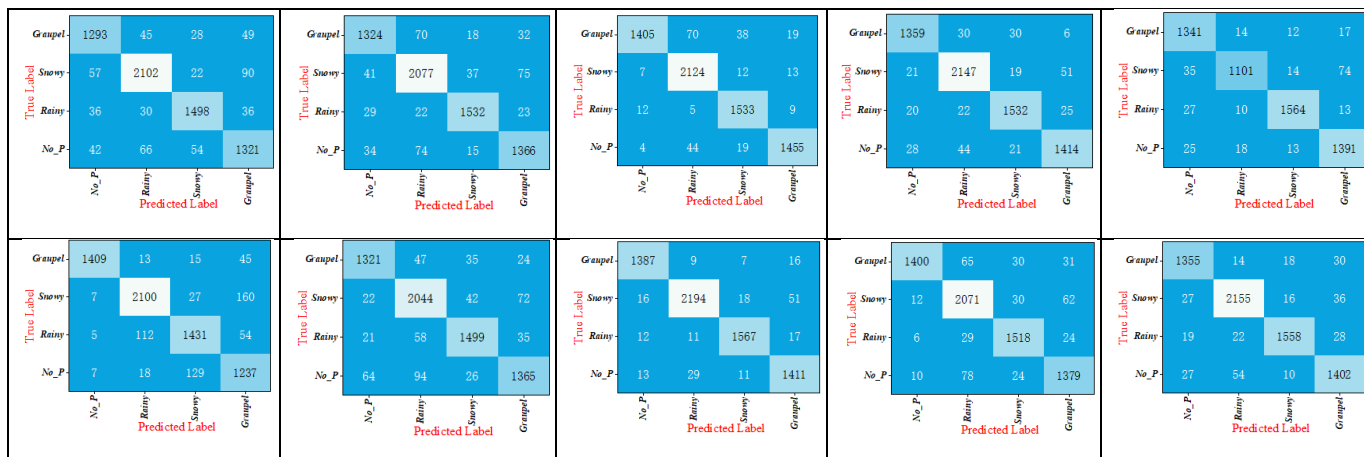 Graupel 1293 45 28 49
Snowy 57 2102 22 90
Rainy 36 30 1498 36
No_P 42 66 54 1321
No_P Rainy Snowy Graupel
True Label
Predicted Label
Graupel 1324 70 18 32
Snowy 41 2077 37 75
Rainy 29 22 1532 23
No_P 34 74 15 1366
No_P Rainy Snowy Graupel
True Label
Predicted Label
Graupel 1405 70 38 19
Snowy 7 2124 12 13
Rainy 12 5 1533 9
No_P 4 44 19 1455
No_P Rainy Snowy Graupel
True Label
Predicted Label
Graupel 1359 30 30 6
Snowy 21 2147 19 51
Rainy 20 22 1532 25
No_P 28 44 21 1414
No_P Rainy Snowy Graupel
True Label
Predicted Label
Graupel 1341 14 12 17
Snowy 35 1101 14 74
Rainy 27 10 1564 13
No_P 25 18 13 1391
No_P Rainy Snowy Graupel
True Label
Predicted Label
Graupel 1409 13 15 45
Snowy 7 2100 27 160
Rainy 5 112 1431 54
No_P 7 18 129 1237
No_P Rainy Snowy Graupel
True Label
Predicted Label
Graupel 1321 47 35 24
Snowy 22 2044 42 72
Rainy 21 58 1499 35
No_P 64 94 26 1365
No_P Rainy Snowy Graupel
True Label
Predicted Label
Graupel 1387 9 7 16
Snowy 16 2194 18 51
Rainy 12 11 1567 17
No_P 13 29 11 1411
No_P Rainy Snowy Graupel
True Label
Predicted Label
Graupel 1400 65 30 31
Snowy 12 2071 30 62
Rainy 6 29 1518 24
No_P 10 78 24 1379
No_P Rainy Snowy Graupel
True Label
Predicted Label
Graupel 1355 14 18 30
Snowy 27 2155 16 36
Rainy 19 22 1558 28
No_P 27 54 10 1402
No_P Rainy Snowy Graupel
True Label
Predicted Label